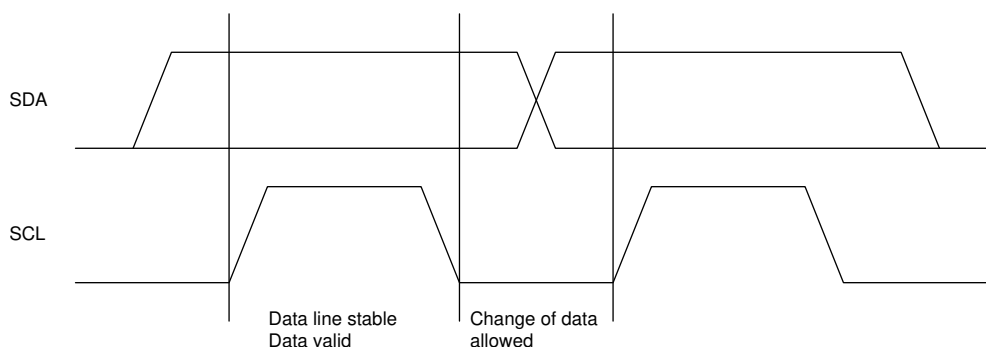 SDA
SCL
Data line stable
Data valid
Change of data
allowed